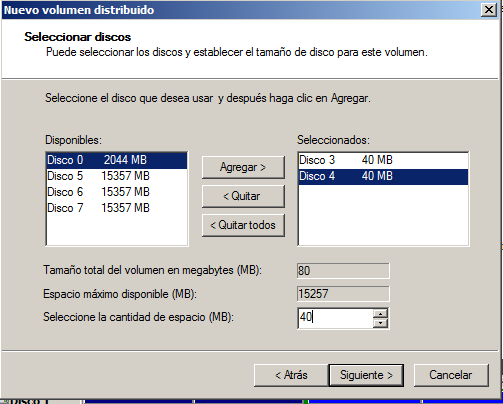 Nuevo volumen distribuido
Seleccionar discos
Puede seleccionar los discos y establecer el tamaño de disco para este volumen.
Seleccione el disco que desea usar y después haga clic en Agregar.
Disponibles:
Disco 0 2044 MB
Disco 5 15357 MB
Disco 6 15357 MB
Disco 7 15357 MB
Agregar >
< Quitar
< Quitar todos
Seleccionados:
Disco 3 40 MB
Disco 4 40 MB
Tamaño total del volumen en megabytes (MB): 80
Espacio máximo disponible (MB): 15257
Seleccione la cantidad de espacio (MB): 40
< Atrás Siguiente > Cancelar